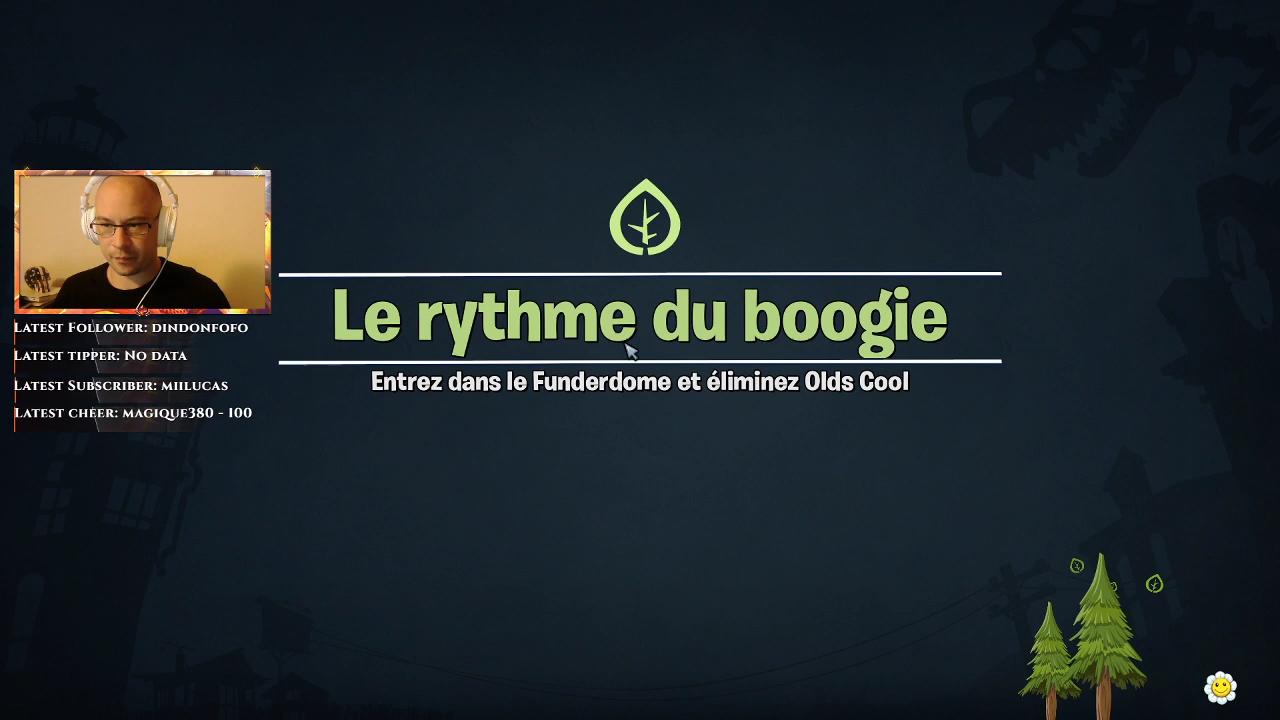 Le rythme du boogie
Entrez dans le Funderdome et éliminez Olds Cool
Latest Follower: dindonfofo
Latest tipper: No data
Latest Subscriber: miilucas
Latest cheer: magique380 - 100